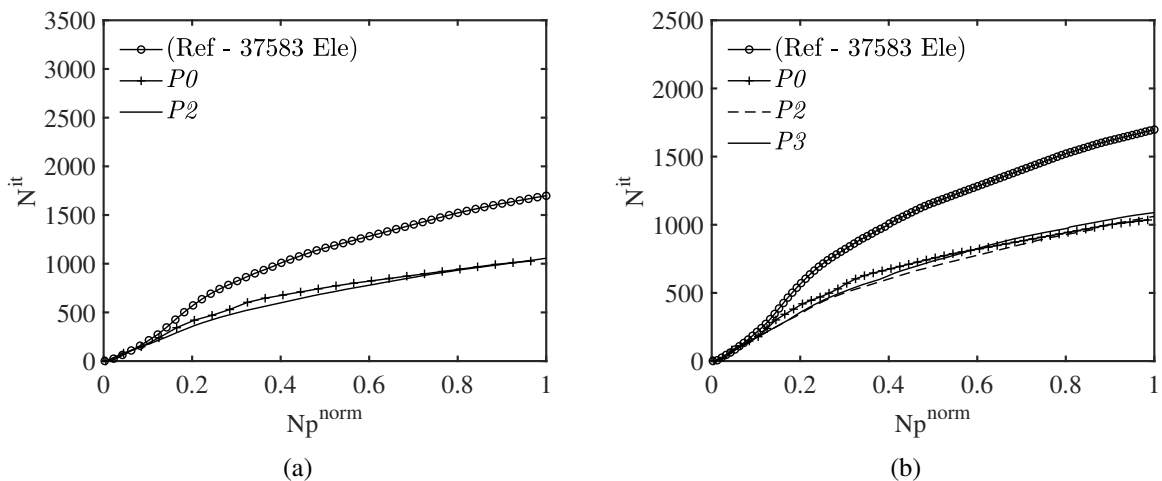 3500
3000
2500
2000
1500
1000
500
0
N^it
(Ref - 37583 Ele)
P0
P2
0 0.2 0.4 0.6 0.8 1
Np^norm
(a)
2500
2000
1500
1000
500
0
N^it
(Ref - 37583 Ele)
P0
P2
P3
0 0.2 0.4 0.6 0.8 1
Np^norm
(b)